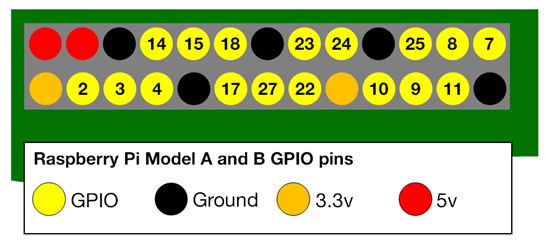 14 15 18 23 24 25 8 7
2 3 4 17 27 22 10 9 11
Raspberry Pi Model A and B GPIO pins
GPIO Ground 3.3v 5v